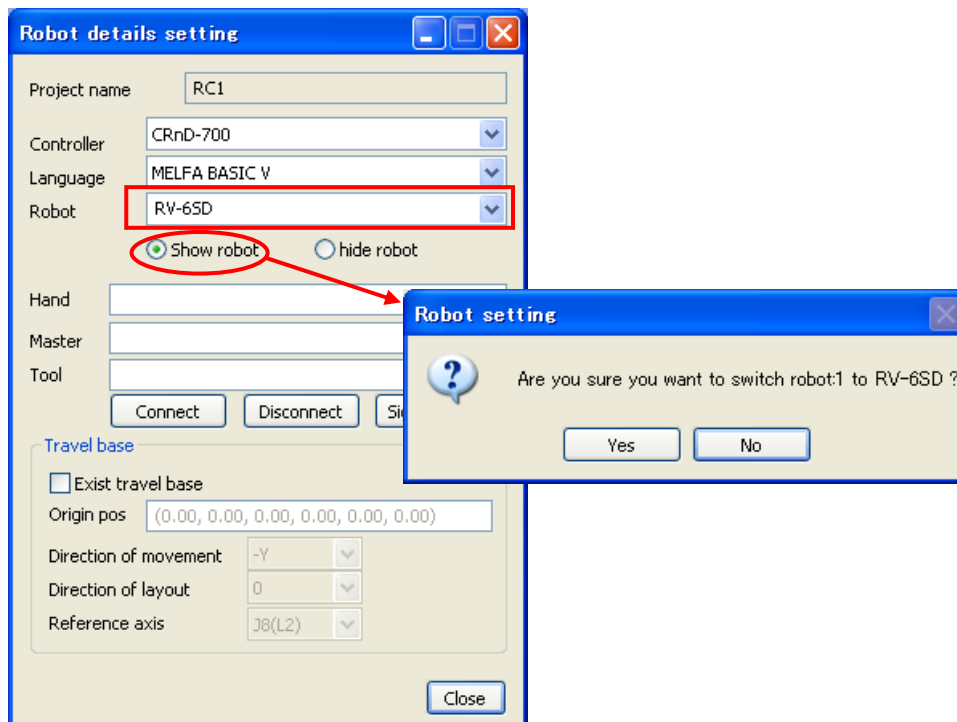 Robot details setting
Project name RC1
Controller CRnD-700
Language MELFA BASIC V
Robot RV-6SD
Show robot hide robot
Hand
Master
Tool
Connect Disconnect
Travel base
Exist travel base
Origin pos (0.00, 0.00, 0.00, 0.00, 0.00, 0.00)
Direction of movement -Y
Direction of layout 0
Reference axis J8(L2)
Close
Robot setting
Are you sure you want to switch robot:1 to RV-6SD ?
Yes No